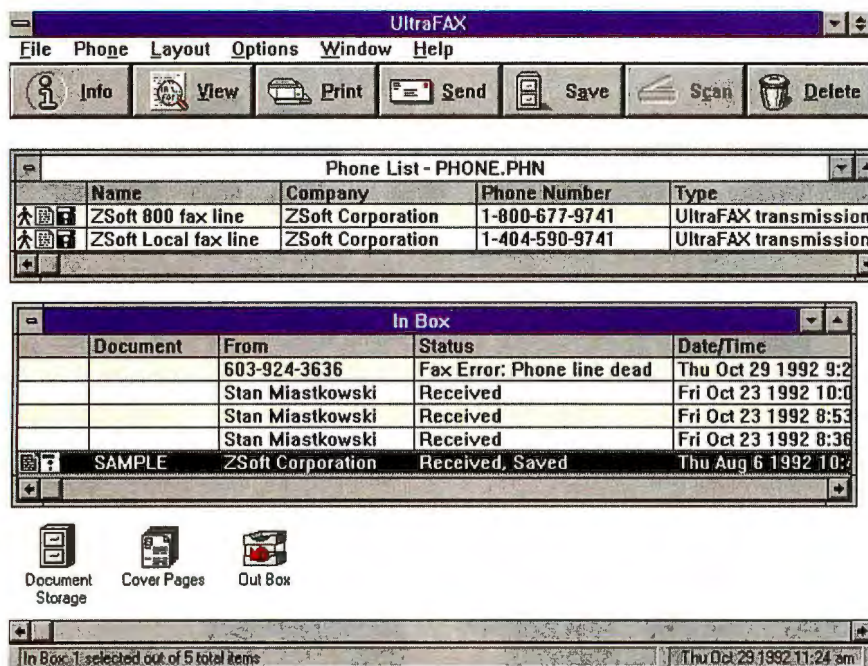 UltraFAX
File Phone Layout Options Window Help
Info View Print Send Save Scan Delete
Phone List - PHONE.PHN
Name Company Phone Number Type
ZSoft 800 fax line ZSoft Corporation 1-800-677-9741 UltraFAX transmission
ZSoft Local fax line ZSoft Corporation 1-404-590-9741 UltraFAX transmission
In Box
Document From Status Date/Time
603-924-3636 Fax Error: Phone line dead Thu Oct 29 1992 9:2
Stan Miastkowski Received Fri Oct 23 1992 10:0
Stan Miastkowski Received Fri Oct 23 1992 8:53
Stan Miastkowski Received Fri Oct 23 1992 8:36
SAMPLE ZSoft Corporation Received, Saved Thu Aug 6 1992 10:
Document Storage
Cover Pages
Out Box
In Box: 1 selected out of 5 total items Thu Oct 29 1992 11:24 am